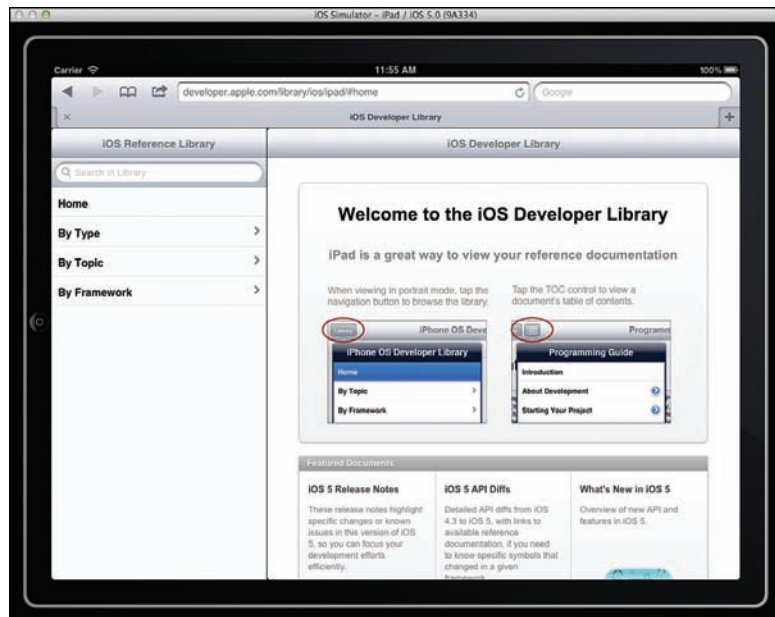 iOS Simulator - iPad / iOS 5.0 (9A334)
Carrier
11:55 AM
100%
developer.apple.com/library/ios/ipad/#home
Google
iOS Developer Library
iOS Reference Library
iOS Developer Library
Search in Library
Home
By Type
By Topic
By Framework
Welcome to the iOS Developer Library
iPad is a great way to view your reference documentation
When viewing in portrait mode, tap the
navigation button to browse the library.
Tap the TOC control to view a
document's table of contents.
Library
iPhone OS Deve
iPhone OS Developer Library
Home
By Topic
By Framework
Programm
Programming Guide
Introduction
About Development
Starting Your Project
Featured Documents
iOS 5 Release Notes
These release notes highlight
specific changes or known
issues in this version of iOS
5, so you can focus your
development efforts
efficiently.
iOS 5 API Diffs
Detailed API diffs from iOS
4.3 to iOS 5, with links to
available reference
documentation, if you need
to know specific symbols that
changed in a given
framework.
What's New in iOS 5
Overview of new API and
features in iOS 5.